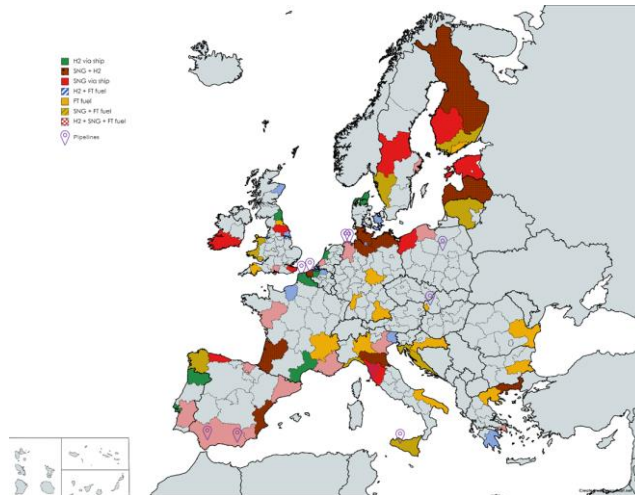 H2 via ship
SNG + H2
SNG via ship
H2 + FT fuel
FT fuel
SNG + FT fuel
H2 + SNG + FT fuel
Pipelines